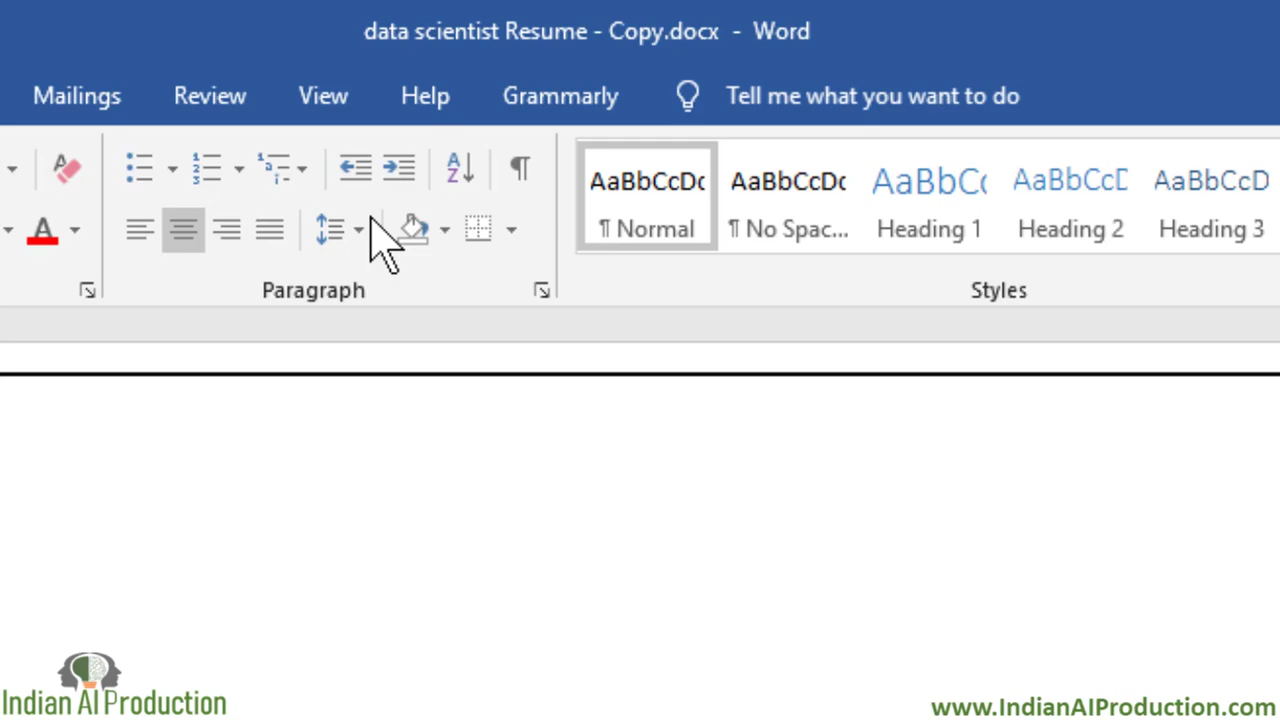 data scientist Resume - Copy.docx - Word
Mailings Review View Help Grammarly Tell me what you want to do
AaBbCcDc AaBbCcDc AaBbCc AaBbCcD AaBbCcD
¶ Normal ¶ No Spac... Heading 1 Heading 2 Heading 3
Paragraph Styles
Indian AI Production
www.IndianAIProduction.com